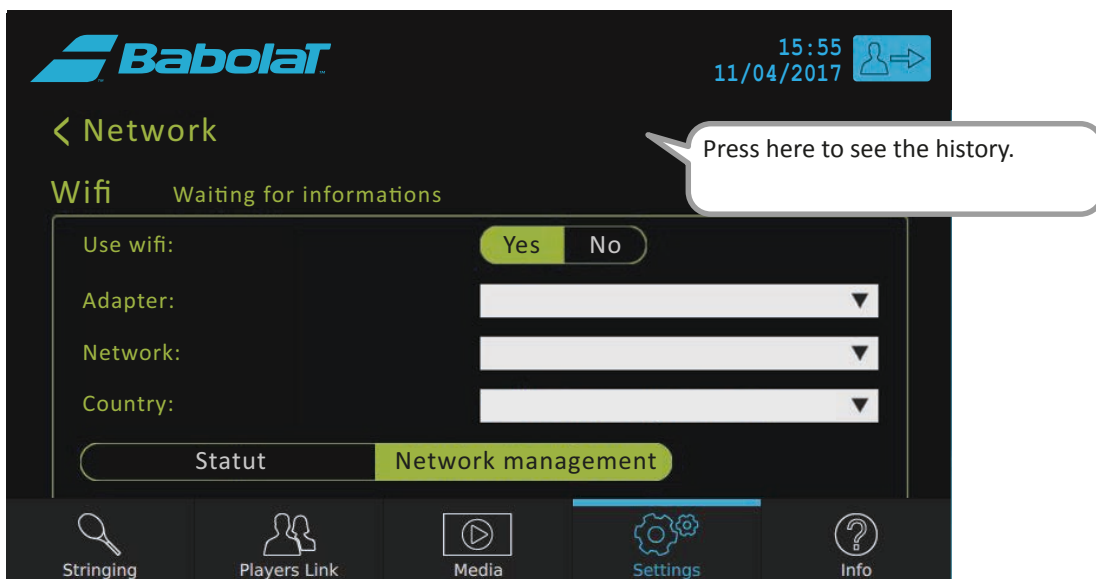 BabolaT
15:55
11/04/2017
< Network
Press here to see the history.
Wifi Waiting for informations
Use wifi: Yes No
Adapter:
Network:
Country:
Statut Network management
Stringing Players Link Media Settings Info